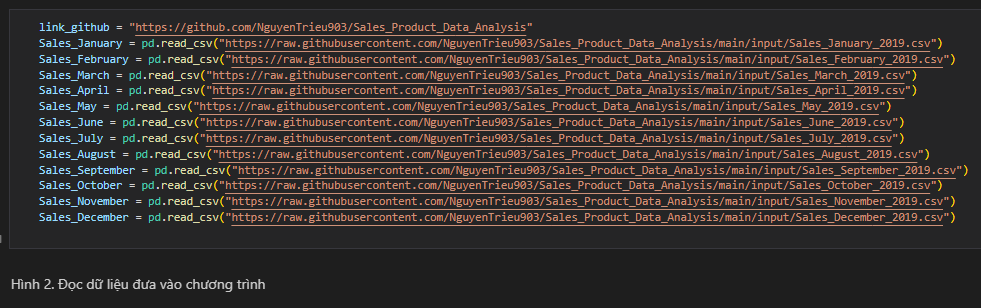 link_github = "https://github.com/NguyenTrieu903/Sales_Product_Data_Analysis"
Sales_January = pd.read_csv("https://raw.githubusercontent.com/NguyenTrieu903/Sales_Product_Data_Analysis/main/input/Sales_January_2019.csv")
Sales_February = pd.read_csv("https://raw.githubusercontent.com/NguyenTrieu903/Sales_Product_Data_Analysis/main/input/Sales_February_2019.csv")
Sales_March = pd.read_csv("https://raw.githubusercontent.com/NguyenTrieu903/Sales_Product_Data_Analysis/main/input/Sales_March_2019.csv")
Sales_April = pd.read_csv("https://raw.githubusercontent.com/NguyenTrieu903/Sales_Product_Data_Analysis/main/input/Sales_April_2019.csv")
Sales_May = pd.read_csv("https://raw.githubusercontent.com/NguyenTrieu903/Sales_Product_Data_Analysis/main/input/Sales_May_2019.csv")
Sales_June = pd.read_csv("https://raw.githubusercontent.com/NguyenTrieu903/Sales_Product_Data_Analysis/main/input/Sales_June_2019.csv")
Sales_July = pd.read_csv("https://raw.githubusercontent.com/NguyenTrieu903/Sales_Product_Data_Analysis/main/input/Sales_July_2019.csv")
Sales_August = pd.read_csv("https://raw.githubusercontent.com/NguyenTrieu903/Sales_Product_Data_Analysis/main/input/Sales_August_2019.csv")
Sales_September = pd.read_csv("https://raw.githubusercontent.com/NguyenTrieu903/Sales_Product_Data_Analysis/main/input/Sales_September_2019.csv")
Sales_October = pd.read_csv("https://raw.githubusercontent.com/NguyenTrieu903/Sales_Product_Data_Analysis/main/input/Sales_October_2019.csv")
Sales_November = pd.read_csv("https://raw.githubusercontent.com/NguyenTrieu903/Sales_Product_Data_Analysis/main/input/Sales_November_2019.csv")
Sales_December = pd.read_csv("https://raw.githubusercontent.com/NguyenTrieu903/Sales_Product_Data_Analysis/main/input/Sales_December_2019.csv")
Hình 2. Đọc dữ liệu đưa vào chương trình